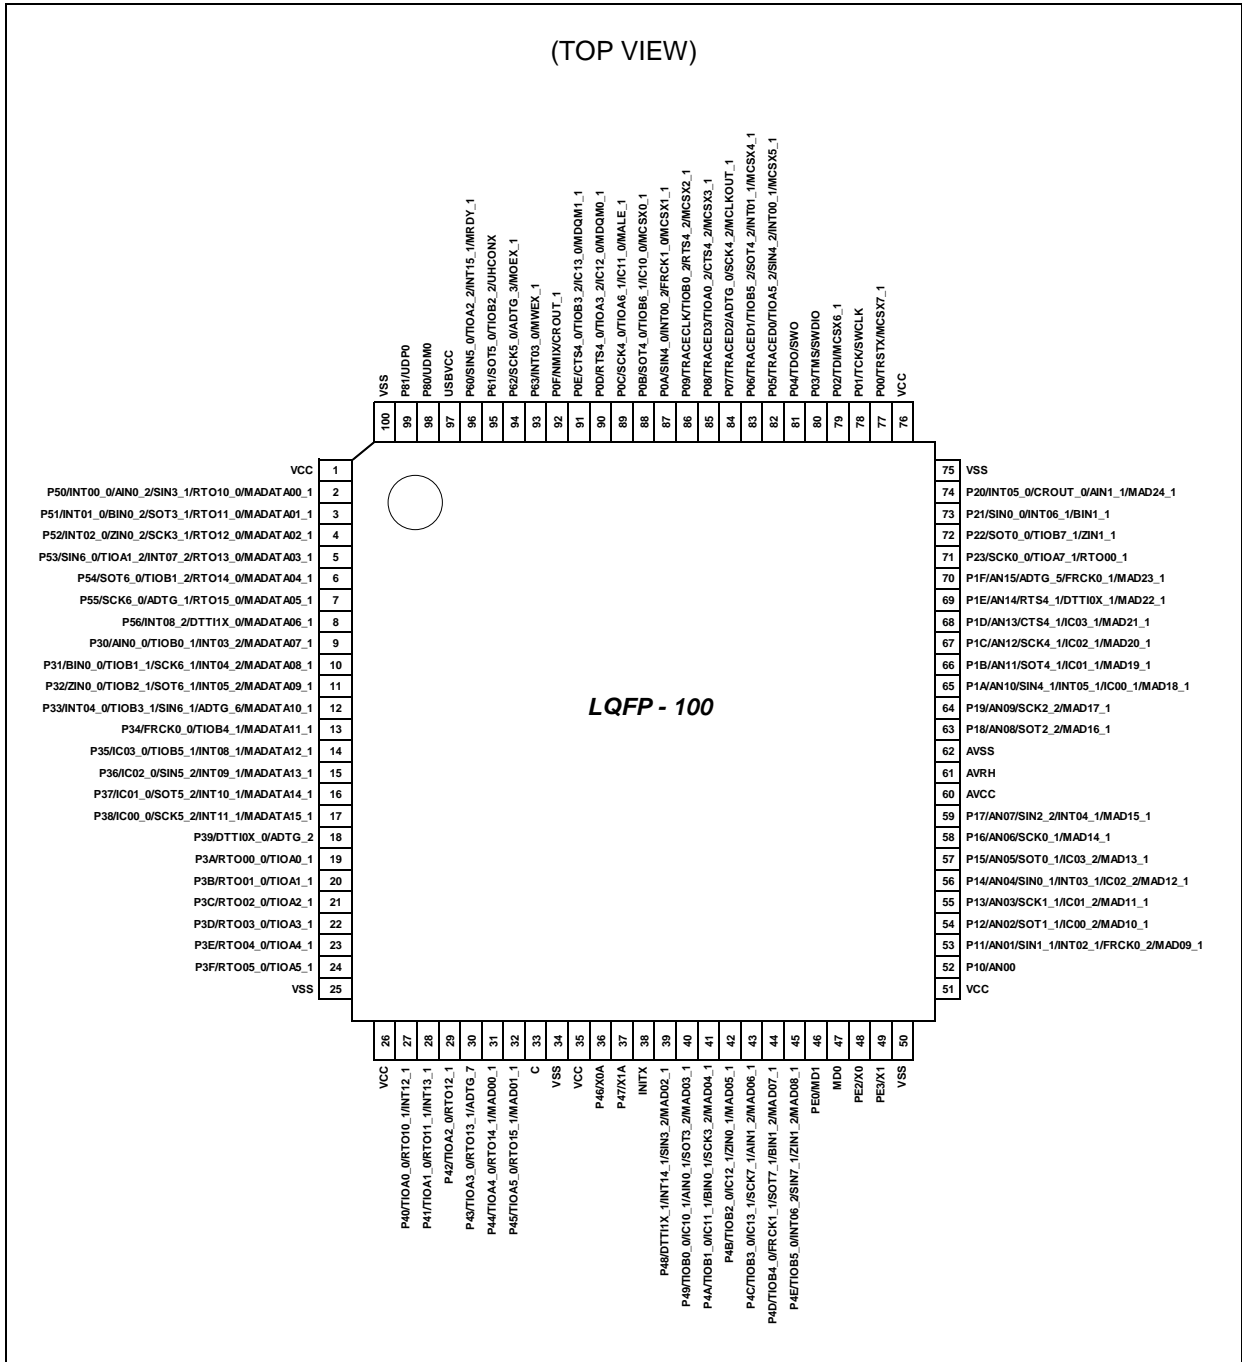 (TOP VIEW)
VSS
P81/UDP0
P80/UDM0
USBVCC
P60/SIN5_0/TIOA2_2/INT15_1/MRDY_1
P61/SOT5_0/TIOB2_2/UHCONX
P62/SCK5_0/ADTG_3/MOEX_1
P63/INT03_0/MWEX_1
P0F/NMIX/CROUT_1
P0E/CTS4_0/TIOB3_2/IC13_0/MDQM1_1
P0D/RTS4_0/TIOA3_2/IC12_0/MDQM0_1
P0C/SCK4_0/TIOA6_1/IC11_0/MALE_1
P0B/SOT4_0/TIOB6_1/IC10_0/MCSX0_1
P0A/SIN4_0/INT00_2/FRCK1_0/MCSX1_1
P09/TRACECLK/TIOB0_2/RTS4_2/MCSX2_1
P08/TRACED3/TIOA0_2/CTS4_2/MCSX3_1
P07/TRACED2/ADTG_0/SCK4_2/MCLKOUT_1
P06/TRACED1/TIOB5_2/SOT4_2/INT01_1/MCSX4_1
P05/TRACED0/TIOA5_2/SIN4_2/INT00_1/MCSX5_1
P04/TDO/SWO
P03/TMS/SWDIO
P02/TDI/MCSX6_1
P01/TCK/SWCLK
P00/TRSTX/MCSX7_1
VCC
100 99 98 97 96 95 94 93 92 91 90 89 88 87 86 85 84 83 82 81 80 79 78 77 76
VCC 1
P50/INT00_0/AIN0_2/SIN3_1/RTO10_0/MADATA00_1 2
P51/INT01_0/BIN0_2/SOT3_1/RTO11_0/MADATA01_1 3
P52/INT02_0/ZIN0_2/SCK3_1/RTO12_0/MADATA02_1 4
P53/SIN6_0/TIOA1_2/INT07_2/RTO13_0/MADATA03_1 5
P54/SOT6_0/TIOB1_2/RTO14_0/MADATA04_1 6
P55/SCK6_0/ADTG_1/RTO15_0/MADATA05_1 7
P56/INT08_2/DTTI1X_0/MADATA06_1 8
P30/AIN0_0/TIOB0_1/INT03_2/MADATA07_1 9
P31/BIN0_0/TIOB1_1/SCK6_1/INT04_2/MADATA08_1 10
P32/ZIN0_0/TIOB2_1/SOT6_1/INT05_2/MADATA09_1 11
P33/INT04_0/TIOB3_1/SIN6_1/ADTG_6/MADATA10_1 12
P34/FRCK0_0/TIOB4_1/MADATA11_1 13
P35/IC03_0/TIOB5_1/INT08_1/MADATA12_1 14
P36/IC02_0/SIN5_2/INT09_1/MADATA13_1 15
P37/IC01_0/SOT5_2/INT10_1/MADATA14_1 16
P38/IC00_0/SCK5_2/INT11_1/MADATA15_1 17
P39/DTTI0X_0/ADTG_2 18
P3A/RTO00_0/TIOA0_1 19
P3B/RTO01_0/TIOA1_1 20
P3C/RTO02_0/TIOA2_1 21
P3D/RTO03_0/TIOA3_1 22
P3E/RTO04_0/TIOA4_1 23
P3F/RTO05_0/TIOA5_1 24
VSS 25
LQFP - 100
75 VSS
74 P20/INT05_0/CROUT_0/AIN1_1/MAD24_1
73 P21/SIN0_0/INT06_1/BIN1_1
72 P22/SOT0_0/TIOB7_1/ZIN1_1
71 P23/SCK0_0/TIOA7_1/RTO00_1
70 P1F/AN15/ADTG_5/FRCK0_1/MAD23_1
69 P1E/AN14/RTS4_1/DTTI0X_1/MAD22_1
68 P1D/AN13/CTS4_1/IC03_1/MAD21_1
67 P1C/AN12/SCK4_1/IC02_1/MAD20_1
66 P1B/AN11/SOT4_1/IC01_1/MAD19_1
65 P1A/AN10/SIN4_1/INT05_1/IC00_1/MAD18_1
64 P19/AN09/SCK2_2/MAD17_1
63 P18/AN08/SOT2_2/MAD16_1
62 AVSS
61 AVRH
60 AVCC
59 P17/AN07/SIN2_2/INT04_1/MAD15_1
58 P16/AN06/SCK0_1/MAD14_1
57 P15/AN05/SOT0_1/IC03_2/MAD13_1
56 P14/AN04/SIN0_1/INT03_1/IC02_2/MAD12_1
55 P13/AN03/SCK1_1/IC01_2/MAD11_1
54 P12/AN02/SOT1_1/IC00_2/MAD10_1
53 P11/AN01/SIN1_1/INT02_1/FRCK0_2/MAD09_1
52 P10/AN00
51 VCC
26 27 28 29 30 31 32 33 34 35 36 37 38 39 40 41 42 43 44 45 46 47 48 49 50
VCC
P40/TIOA0_0/RTO10_1/INT12_1
P41/TIOA1_0/RTO11_1/INT13_1
P42/TIOA2_0/RTO12_1
P43/TIOA3_0/RTO13_1/ADTG_7
P44/TIOA4_0/RTO14_1/MAD00_1
P45/TIOA5_0/RTO15_1/MAD01_1
C
VSS
VCC
P46/X0A
P47/X1A
INITX
P48/DTTI1X_1/INT14_1/SIN3_2/MAD02_1
P49/TIOB0_0/IC10_1/AIN0_1/SOT3_2/MAD03_1
P4A/TIOB1_0/IC11_1/BIN0_1/SCK3_2/MAD04_1
P4B/TIOB2_0/IC12_1/ZIN0_1/MAD05_1
P4C/TIOB3_0/IC13_1/SCK7_1/AIN1_2/MAD06_1
P4D/TIOB4_0/FRCK1_1/SOT7_1/BIN1_2/MAD07_1
P4E/TIOB5_0/INT06_2/SIN7_1/ZIN1_2/MAD08_1
PE0/MD1
MD0
PE2/X0
PE3/X1
VSS